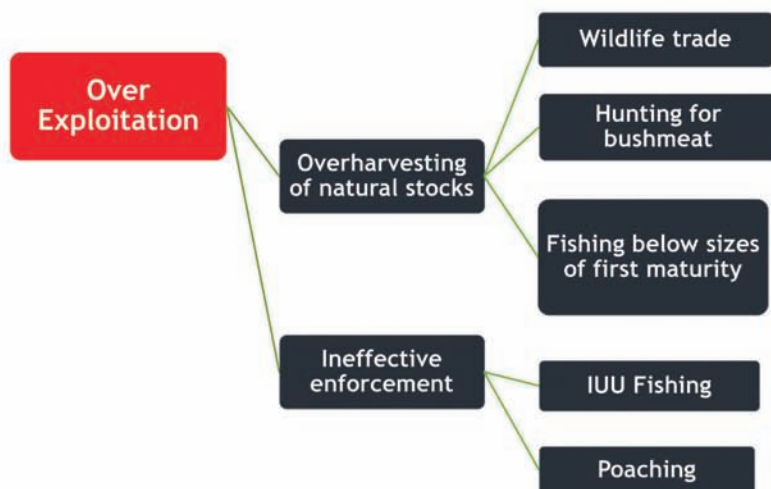 Over
Exploitation
Overharvesting
of natural stocks
Wildlife trade
Hunting for
bushmeat
Fishing below sizes
of first maturity
Ineffective
enforcement
IUU Fishing
Poaching